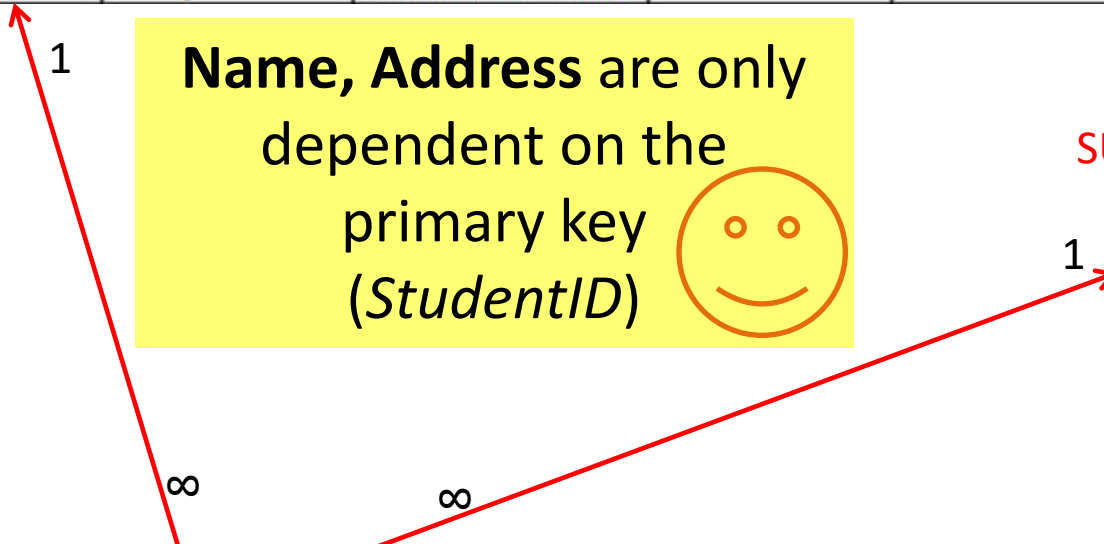 1
Name, Address are only
dependent on the
primary key
(StudentID)
1
∞
∞